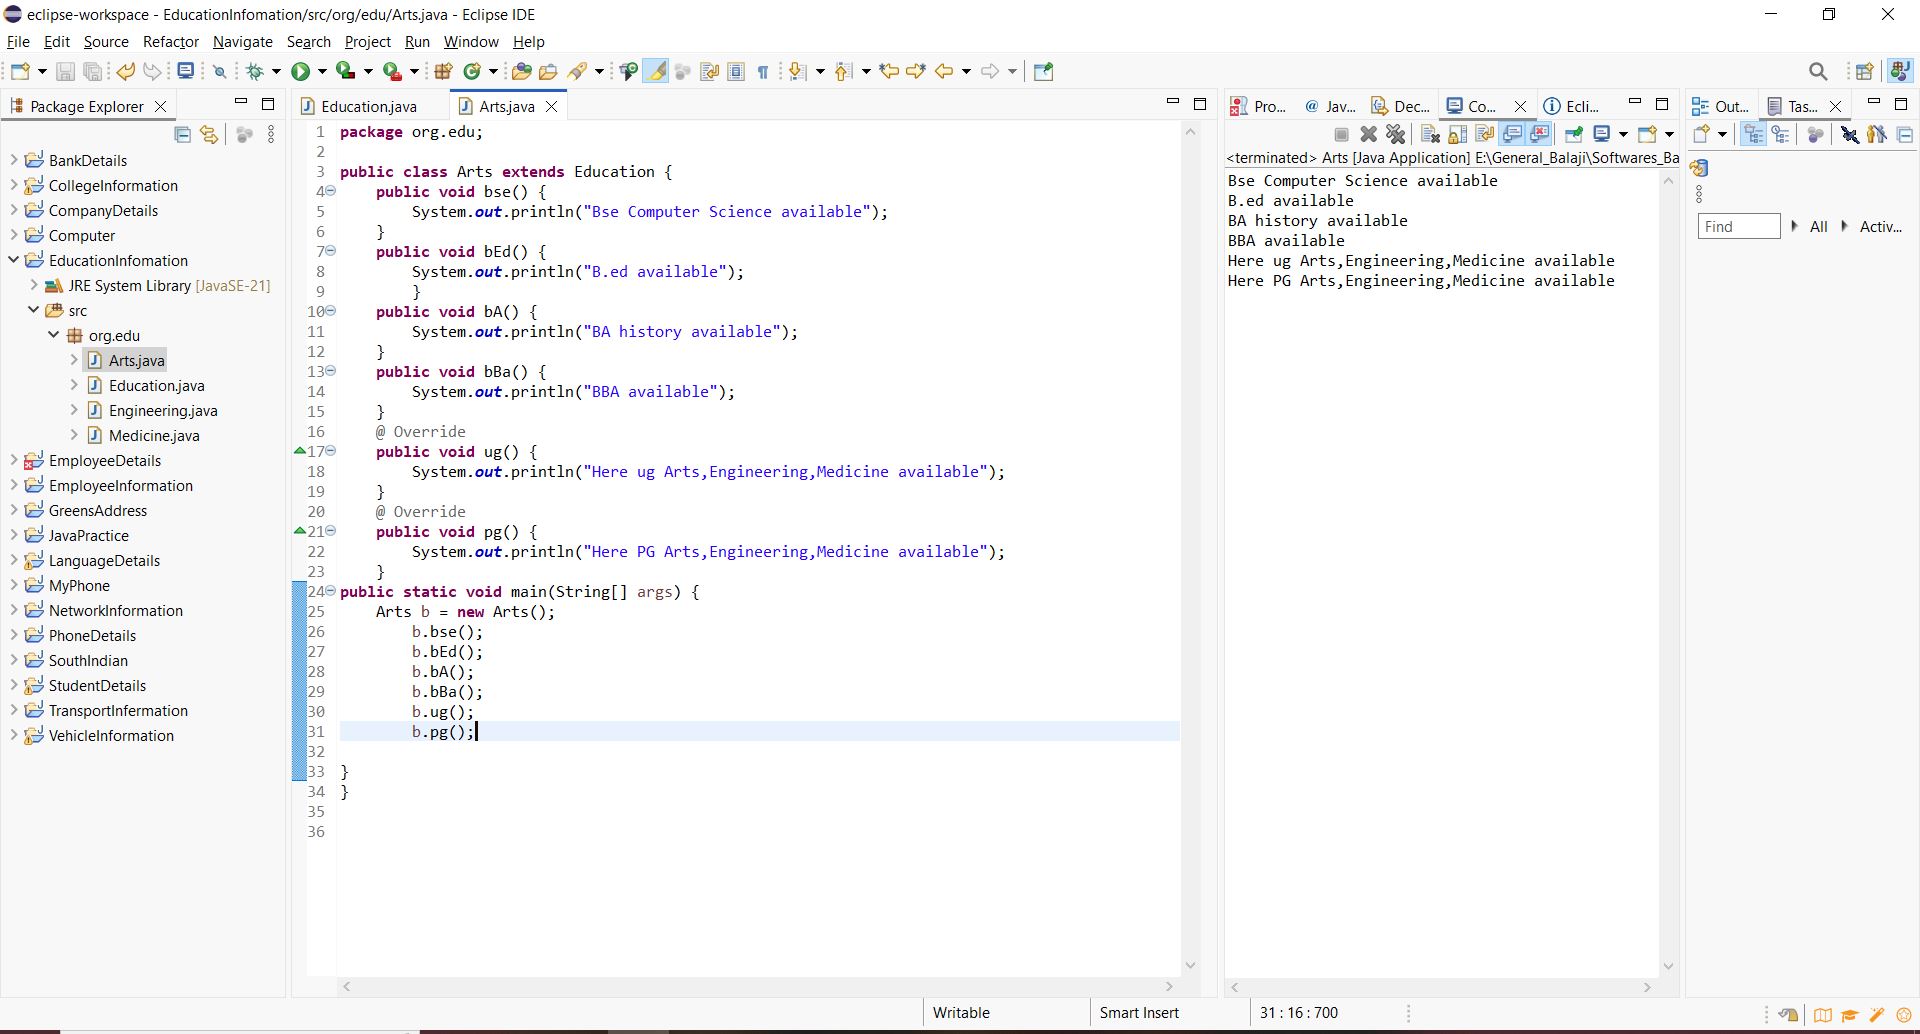 eclipse-workspace - EducationInfomation/src/org/edu/Arts.java - Eclipse IDE
File Edit Source Refactor Navigate Search Project Run Window Help
Package Explorer
BankDetails
CollegeInformation
CompanyDetails
Computer
EducationInfomation
JRE System Library [JavaSE-21]
src
org.edu
Arts.java
Education.java
Engineering.java
Medicine.java
EmployeeDetails
EmployeeInformation
GreensAddress
JavaPractice
LanguageDetails
MyPhone
NetworkInformation
PhoneDetails
SouthIndian
StudentDetails
TransportInfermation
VehicleInformation
Education.java Arts.java
1 package org.edu;
2
3 public class Arts extends Education {
4 public void bse() {
5 System.out.println("Bse Computer Science available");
6 }
7 public void bEd() {
8 System.out.println("B.ed available");
9 }
10 public void bA() {
11 System.out.println("BA history available");
12 }
13 public void bBa() {
14 System.out.println("BBA available");
15 }
16 @ Override
17 public void ug() {
18 System.out.println("Here ug Arts,Engineering,Medicine available");
19 }
20 @ Override
21 public void pg() {
22 System.out.println("Here PG Arts,Engineering,Medicine available");
23 }
24 public static void main(String[] args) {
25 Arts b = new Arts();
26 b.bse();
27 b.bEd();
28 b.bA();
29 b.bBa();
30 b.ug();
31 b.pg();
32
33 }
34 }
35
36
Pro... @ Jav... Dec... Co... Ecli...
<terminated> Arts [Java Application] E:\General_Balaji\Softwares_Ba
Bse Computer Science available
B.ed available
BA history available
BBA available
Here ug Arts,Engineering,Medicine available
Here PG Arts,Engineering,Medicine available
Out... Tas...
Find All Activ...
Writable Smart Insert 31 : 16 : 700